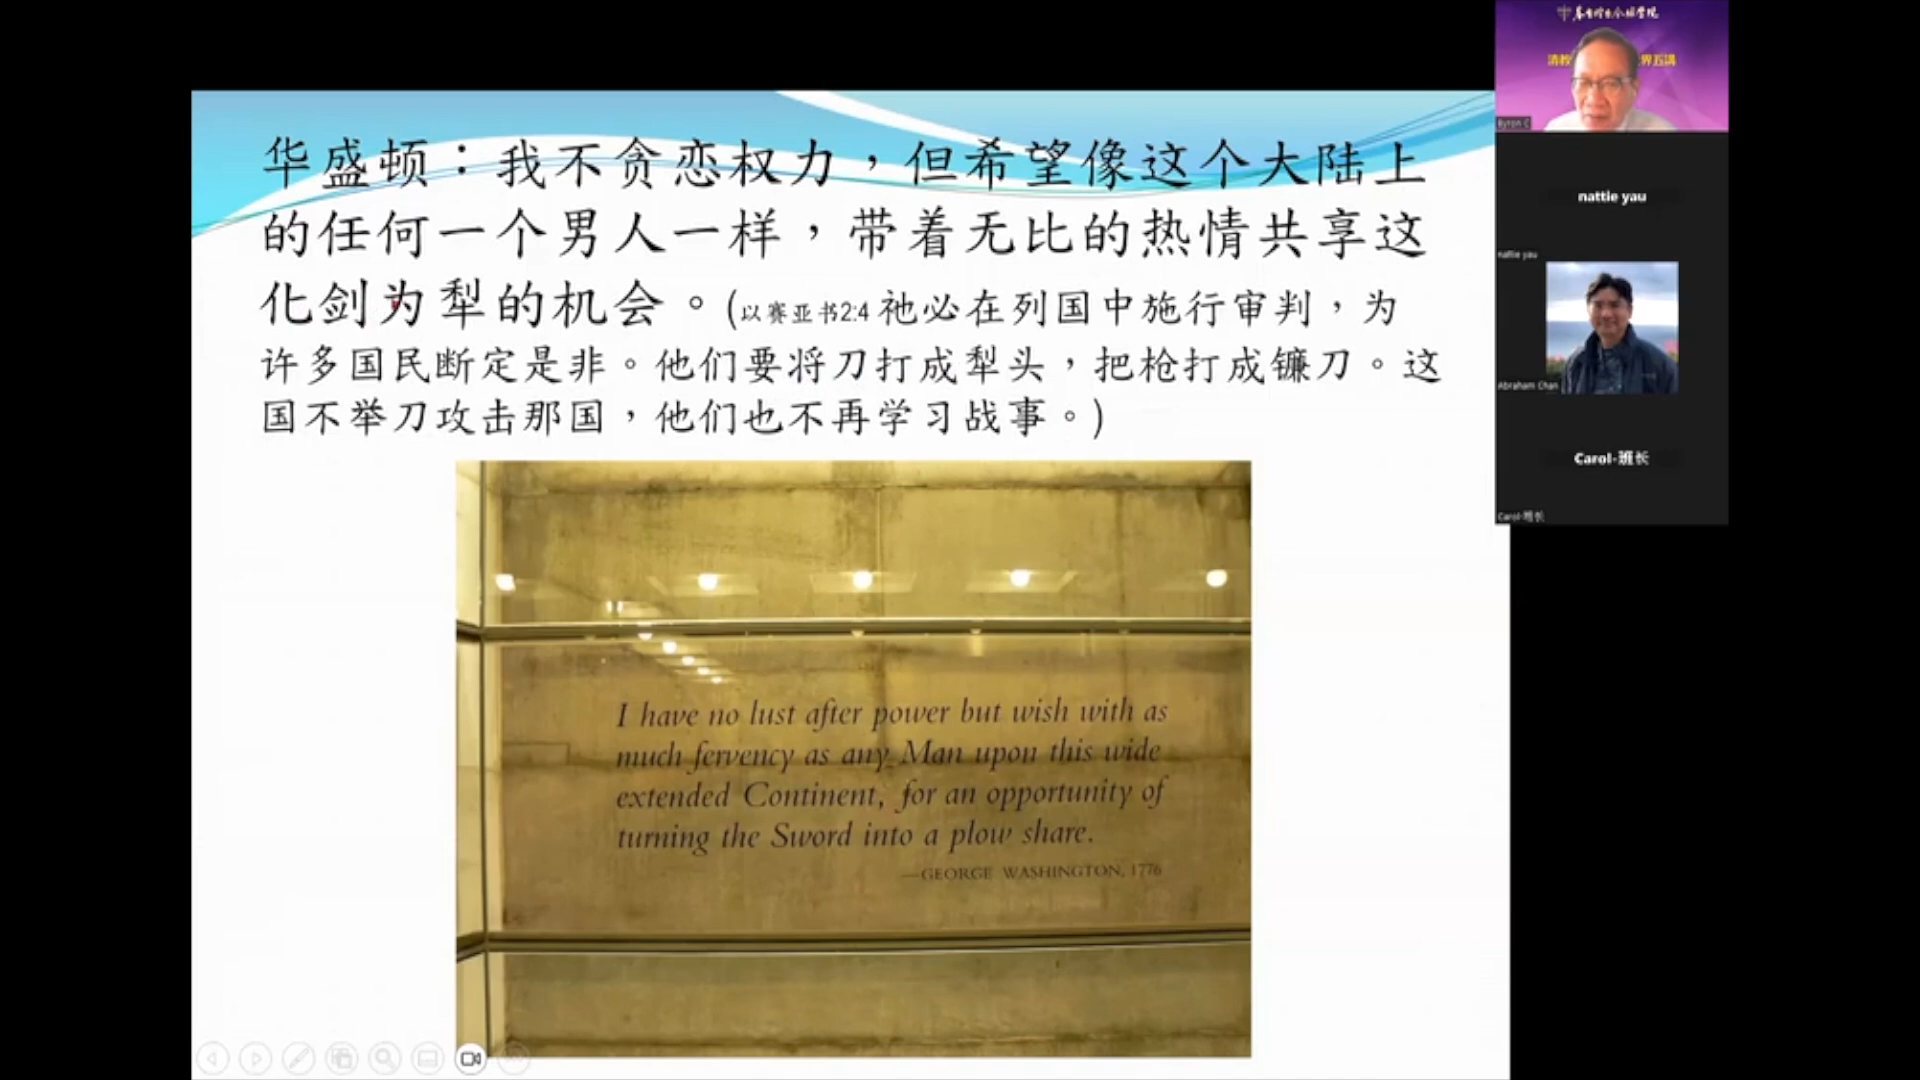 华盛顿：我不贪恋权力，但希望像这个大陆上
的任何一个男人一样，带着无比的热情共享这
化剑为犁的机会。(以赛亚书2:4 祂必在列国中施行审判，为
许多国民断定是非。他们要将刀打成犁头，把枪打成镰刀。这
国不举刀攻击那国，他们也不再学习战事。)
I have no lust after power but wish with as
much fervency as any Man upon this wide
extended Continent, for an opportunity of
turning the Sword into a plow share.
—GEORGE WASHINGTON, 1776
Byron C
nattie yau
nattie yau
Abraham Chan
Carol-班长
Carol-班长